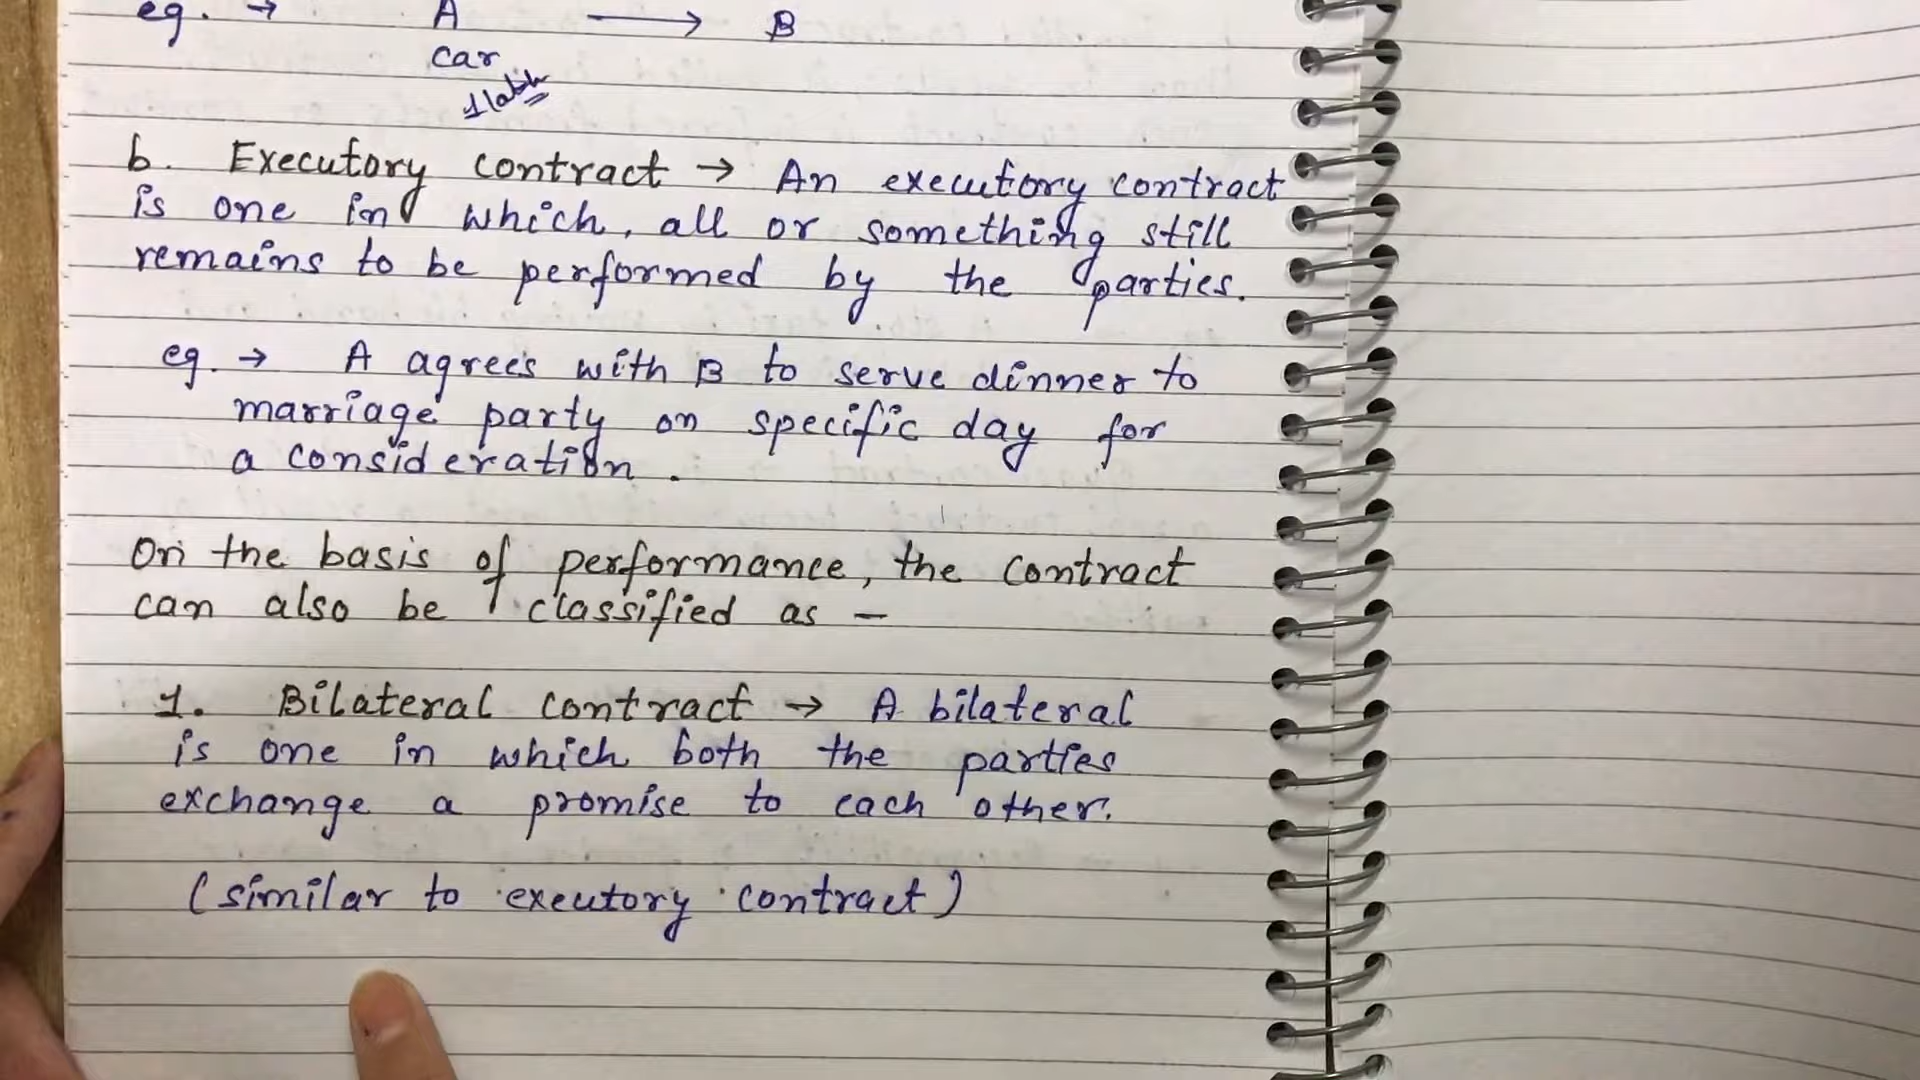 eg. → A → B
car
1 lakh
b. Executory contract → An executory contract
is one in which, all or something still
remains to be performed by the parties.
eg. → A agrees with B to serve dinner to
marriage party on specific day for
a consideration.
On the basis of performance, the contract
can also be classified as —
1. Bilateral contract → A bilateral
is one in which both the parties
exchange a promise to each other.
(similar to exeutory contract)